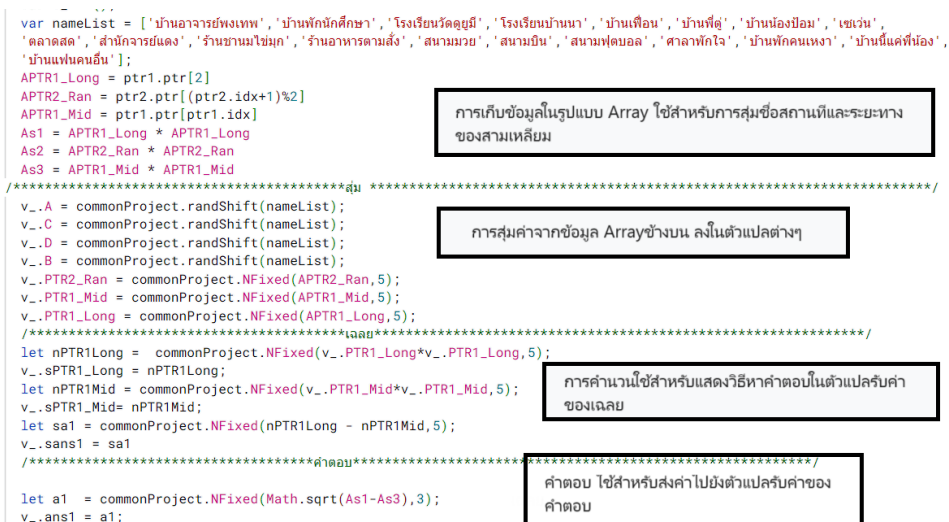 var nameList = ['บ้านอาจารย์พงเทพ','บ้านพักนักศึกษา','โรงเรียนวัดคูยูมี','โรงเรียนบ้านนา','บ้านเพื่อน','บ้านพี่ตู่','บ้านน้องป้อม','เซเว่น',
'ตลาดสด','สำนักจารย์แดง','ร้านชานมไข่มุก','ร้านอาหารตามสั่ง','สนามมวย','สนามบิน','สนามฟุตบอล','ศาลาพักใจ','บ้านพักคนเหงา','บ้านนี้แค่พี่น้อง',
'บ้านแฟนคนอื่น'];
APTR1_Long = ptr1.ptr[2]
APTR2_Ran = ptr2.ptr[(ptr2.idx+1)%2]
APTR1_Mid = ptr1.ptr[ptr1.idx]
As1 = APTR1_Long * APTR1_Long
As2 = APTR2_Ran * APTR2_Ran
As3 = APTR1_Mid * APTR1_Mid
การเก็บข้อมูลในรูปแบบ Array ใช้สำหรับการสุ่มชื่อสถานที่และระยะทาง
ของสามเหลี่ยม
/******************************************สุ่ม ***********************************************************************/
v_.A = commonProject.randShift(nameList);
v_.C = commonProject.randShift(nameList);
v_.D = commonProject.randShift(nameList);
v_.B = commonProject.randShift(nameList);
v_.PTR2_Ran = commonProject.NFixed(APTR2_Ran,5);
v_.PTR1_Mid = commonProject.NFixed(APTR1_Mid,5);
v_.PTR1_Long = commonProject.NFixed(APTR1_Long,5);
การสุ่มค่าจากข้อมูล Arrayข้างบน ลงในตัวแปลต่างๆ
/****************************************เฉลย*************************************************************/
let nPTR1Long =  commonProject.NFixed(v_.PTR1_Long*v_.PTR1_Long,5);
v_.sPTR1_Long = nPTR1Long;
let nPTR1Mid = commonProject.NFixed(v_.PTR1_Mid*v_.PTR1_Mid,5);
v_.sPTR1_Mid= nPTR1Mid;
let sa1 = commonProject.NFixed(nPTR1Long - nPTR1Mid,5);
v_.sans1 = sa1
การคำนวนใช้สำหรับแสดงวิธีหาคำตอบในตัวแปลรับค่า
ของเฉลย
/************************************คำตอบ**********************************************************/
let a1  = commonProject.NFixed(Math.sqrt(As1-As3),3);
v_.ans1 = a1;
คำตอบ ใช้สำหรับส่งค่าไปยังตัวแปลรับค่าของ
คำตอบ